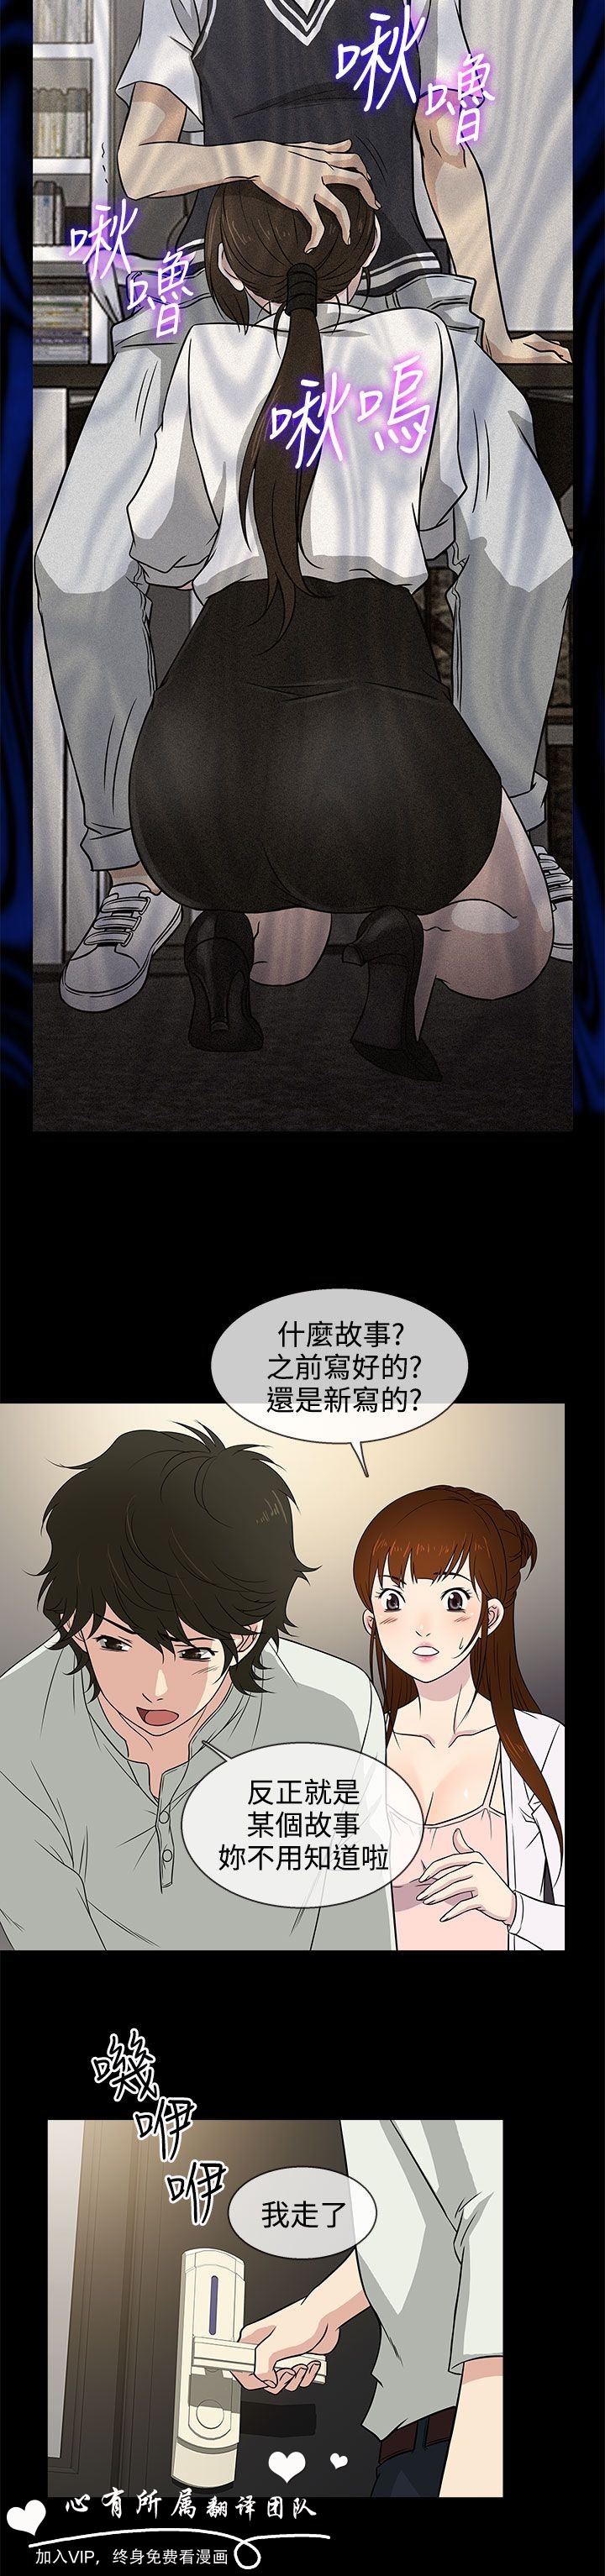 啾嚕
啾嚕
啾嗚
什麼故事?
之前寫好的?
還是新寫的?
反正就是
某個故事
妳不用知道啦
嘰咿咿
我走了
心有所属翻译团队
加入VIP，终身免费看漫画